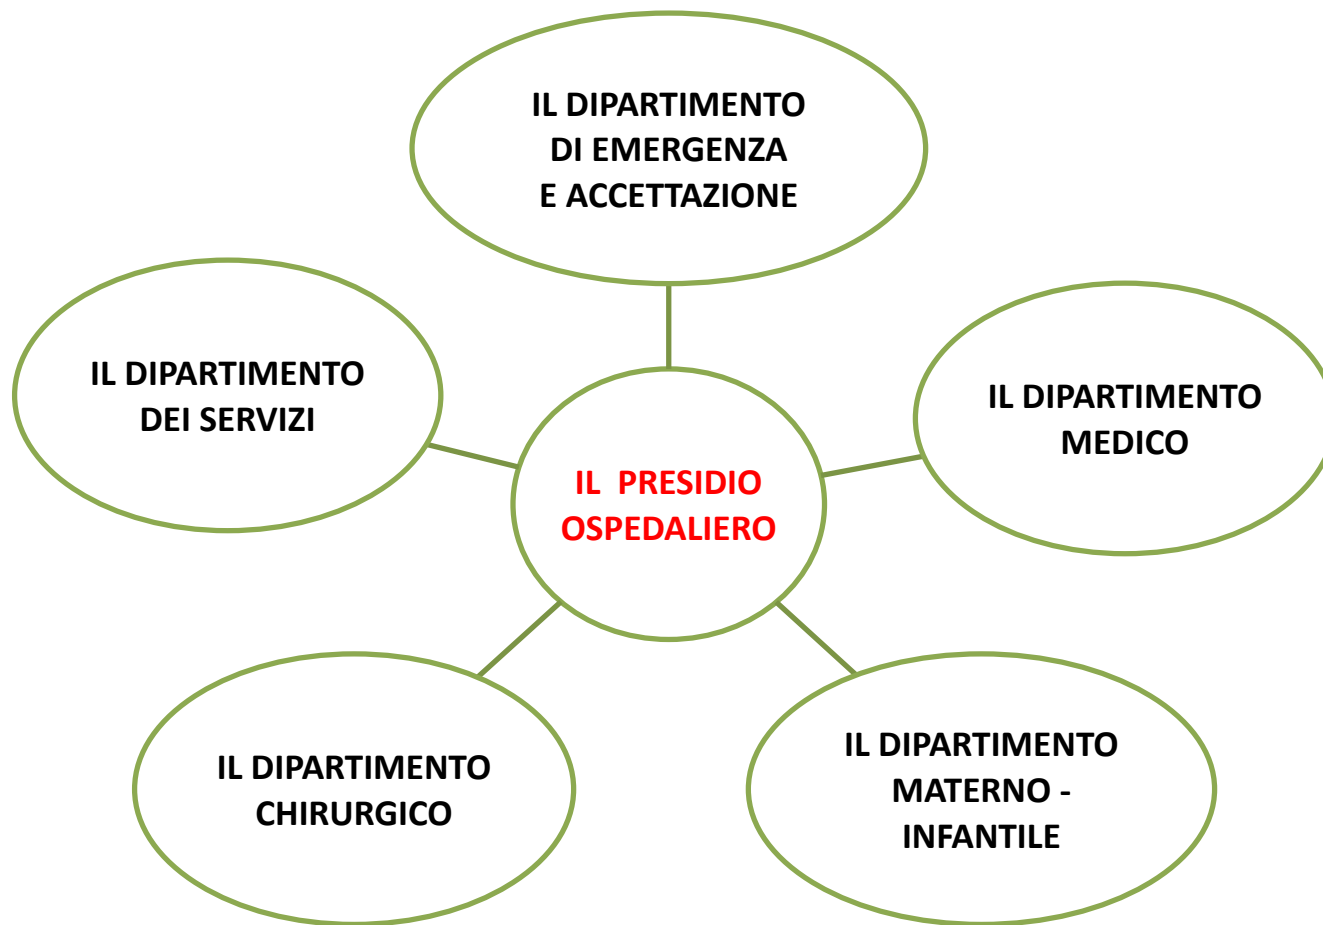 IL DIPARTIMENTO
DI EMERGENZA
E ACCETTAZIONE
IL DIPARTIMENTO
DEI SERVIZI
IL DIPARTIMENTO
MEDICO
IL PRESIDIO
OSPEDALIERO
IL DIPARTIMENTO
CHIRURGICO
IL DIPARTIMENTO
MATERNO -
INFANTILE